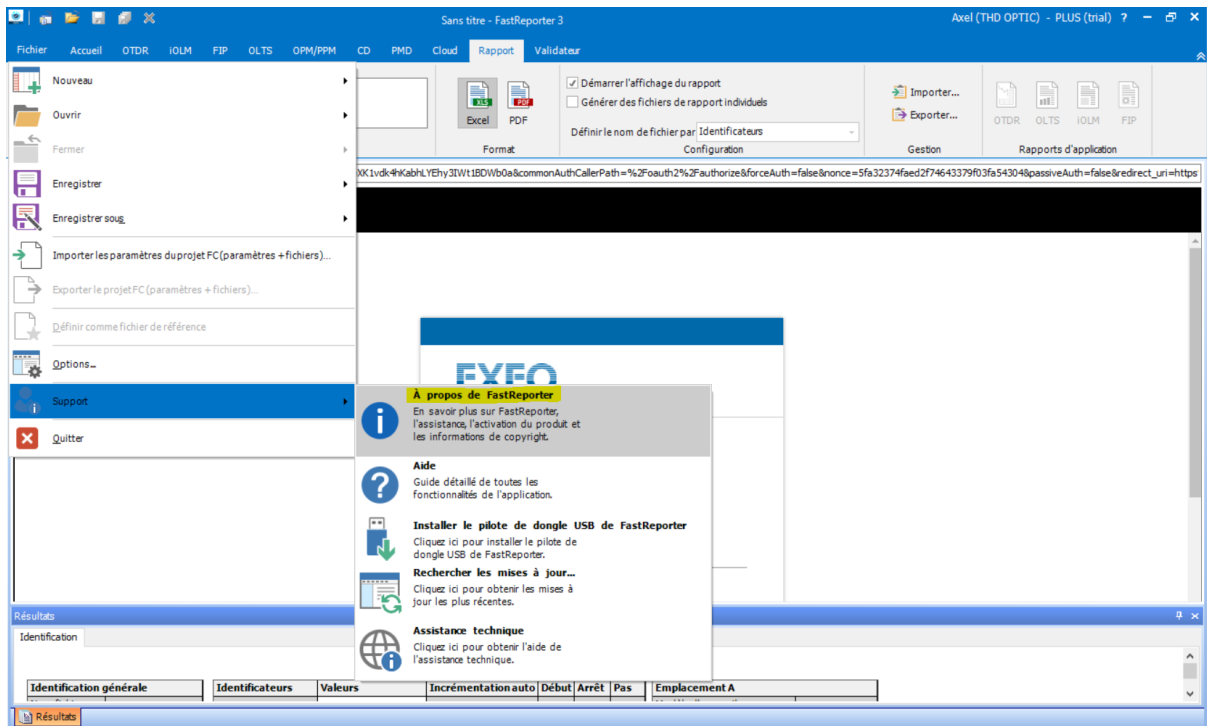 Sans titre - FastReporter 3
Axel (THD OPTIC) - PLUS (trial) ?
Fichier Accueil OTDR iOLM FIP OLTS OPM/PPM CD PMD Cloud Rapport Validateur
Nouveau
Ouvrir
Fermer
Enregistrer
Enregistrer sous
Importer les paramètres du projet FC (paramètres + fichiers)...
Exporter le projet FC (paramètres + fichiers)...
Définir comme fichier de référence
Options...
Support
Quitter
XLS
PDF
Excel
PDF
Format
Démarrer l'affichage du rapport
Générer des fichiers de rapport individuels
Définir le nom de fichier par Identificateurs
Configuration
Importer...
Exporter...
Gestion
OTDR OLTS iOLM FIP
Rapports d'application
XK1vdk4hKabhLYEhy3IWt1BDWb0a&commonAuthCallerPath=%2Foauth2%2Fauthorize&forceAuth=false&nonce=5fa32374faed2f74643379f03fa54304&passiveAuth=false&redirect_uri=https
EXFO
À propos de FastReporter
En savoir plus sur FastReporter,
l'assistance, l'activation du produit et
les informations de copyright.
Aide
Guide détaillé de toutes les
fonctionnalités de l'application.
Installer le pilote de dongle USB de FastReporter
Cliquez ici pour installer le pilote de
dongle USB de FastReporter.
Rechercher les mises à jour...
Cliquez ici pour obtenir les mises à
jour les plus récentes.
Assistance technique
Cliquez ici pour obtenir l'aide de
l'assistance technique.
Résultats
Identification
Identification générale
Identificateurs Valeurs Incrémentation auto Début Arrêt Pas
Emplacement A
Résultats